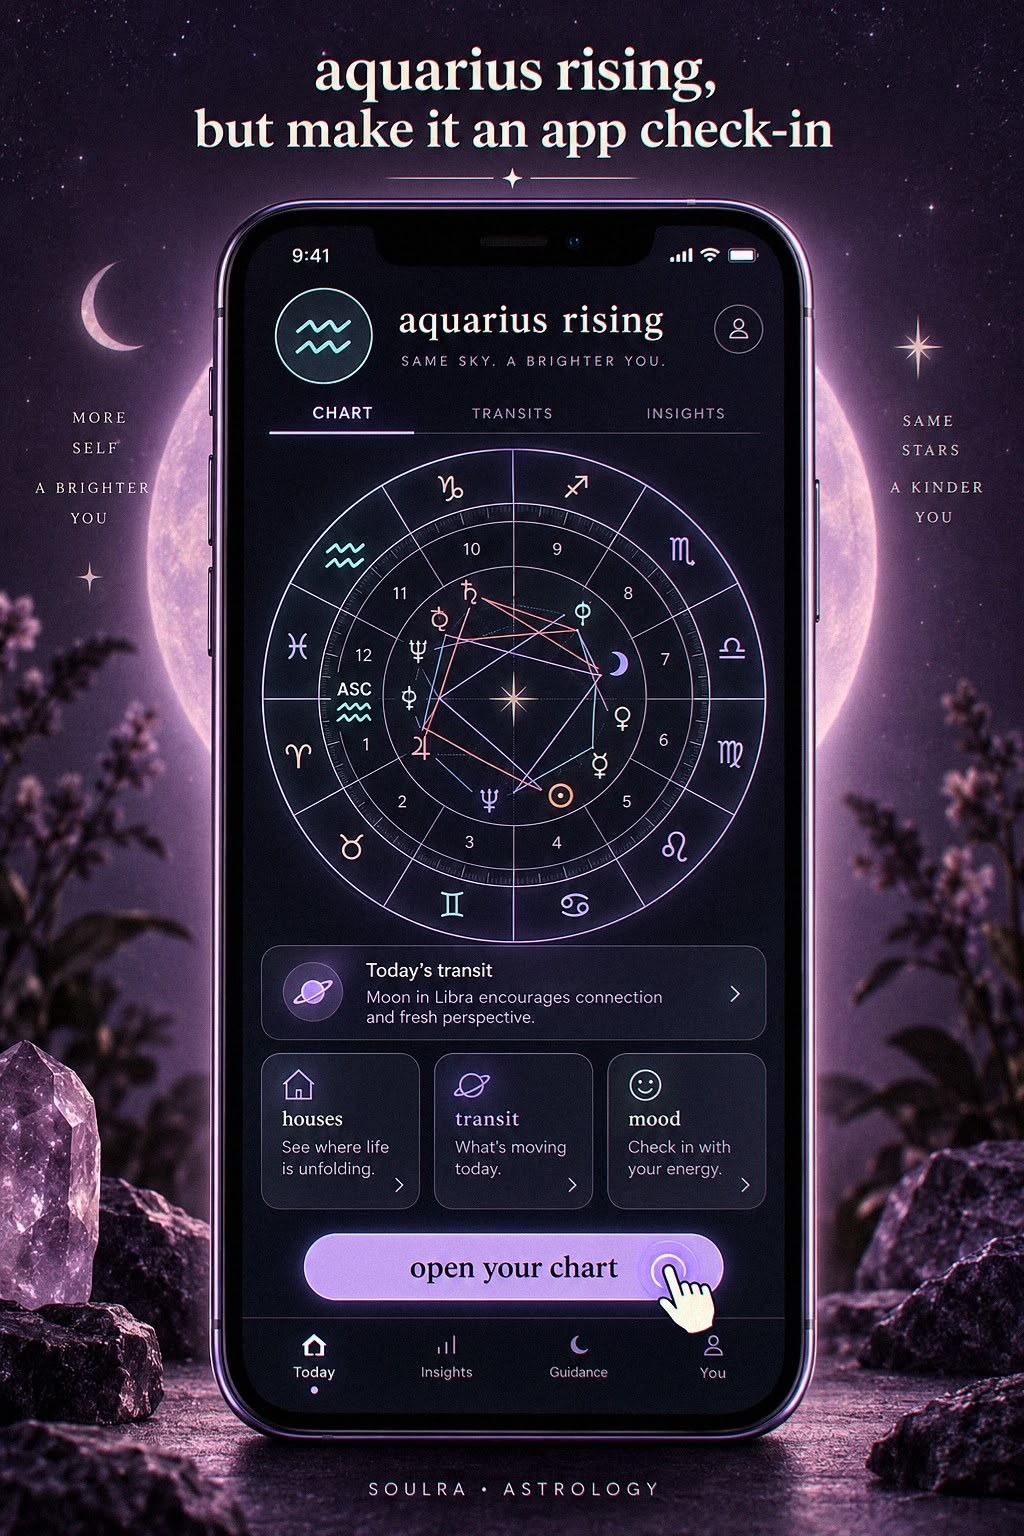 aquarius rising,
but make it an app check-in
9:41
aquarius rising
SAME SKY. A BRIGHTER YOU.
CHART
TRANSITS
INSIGHTS
MORE
SELF
A BRIGHTER
YOU
SAME
STARS
A KINDER
YOU
10
9
11
8
12
7
ASC
1
6
2
5
3
4
Today's transit
Moon in Libra encourages connection
and fresh perspective.
houses
See where life
is unfolding.
transit
What's moving
today.
mood
Check in with
your energy.
open your chart
Today
Insights
Guidance
You
SOULRA • ASTROLOGY